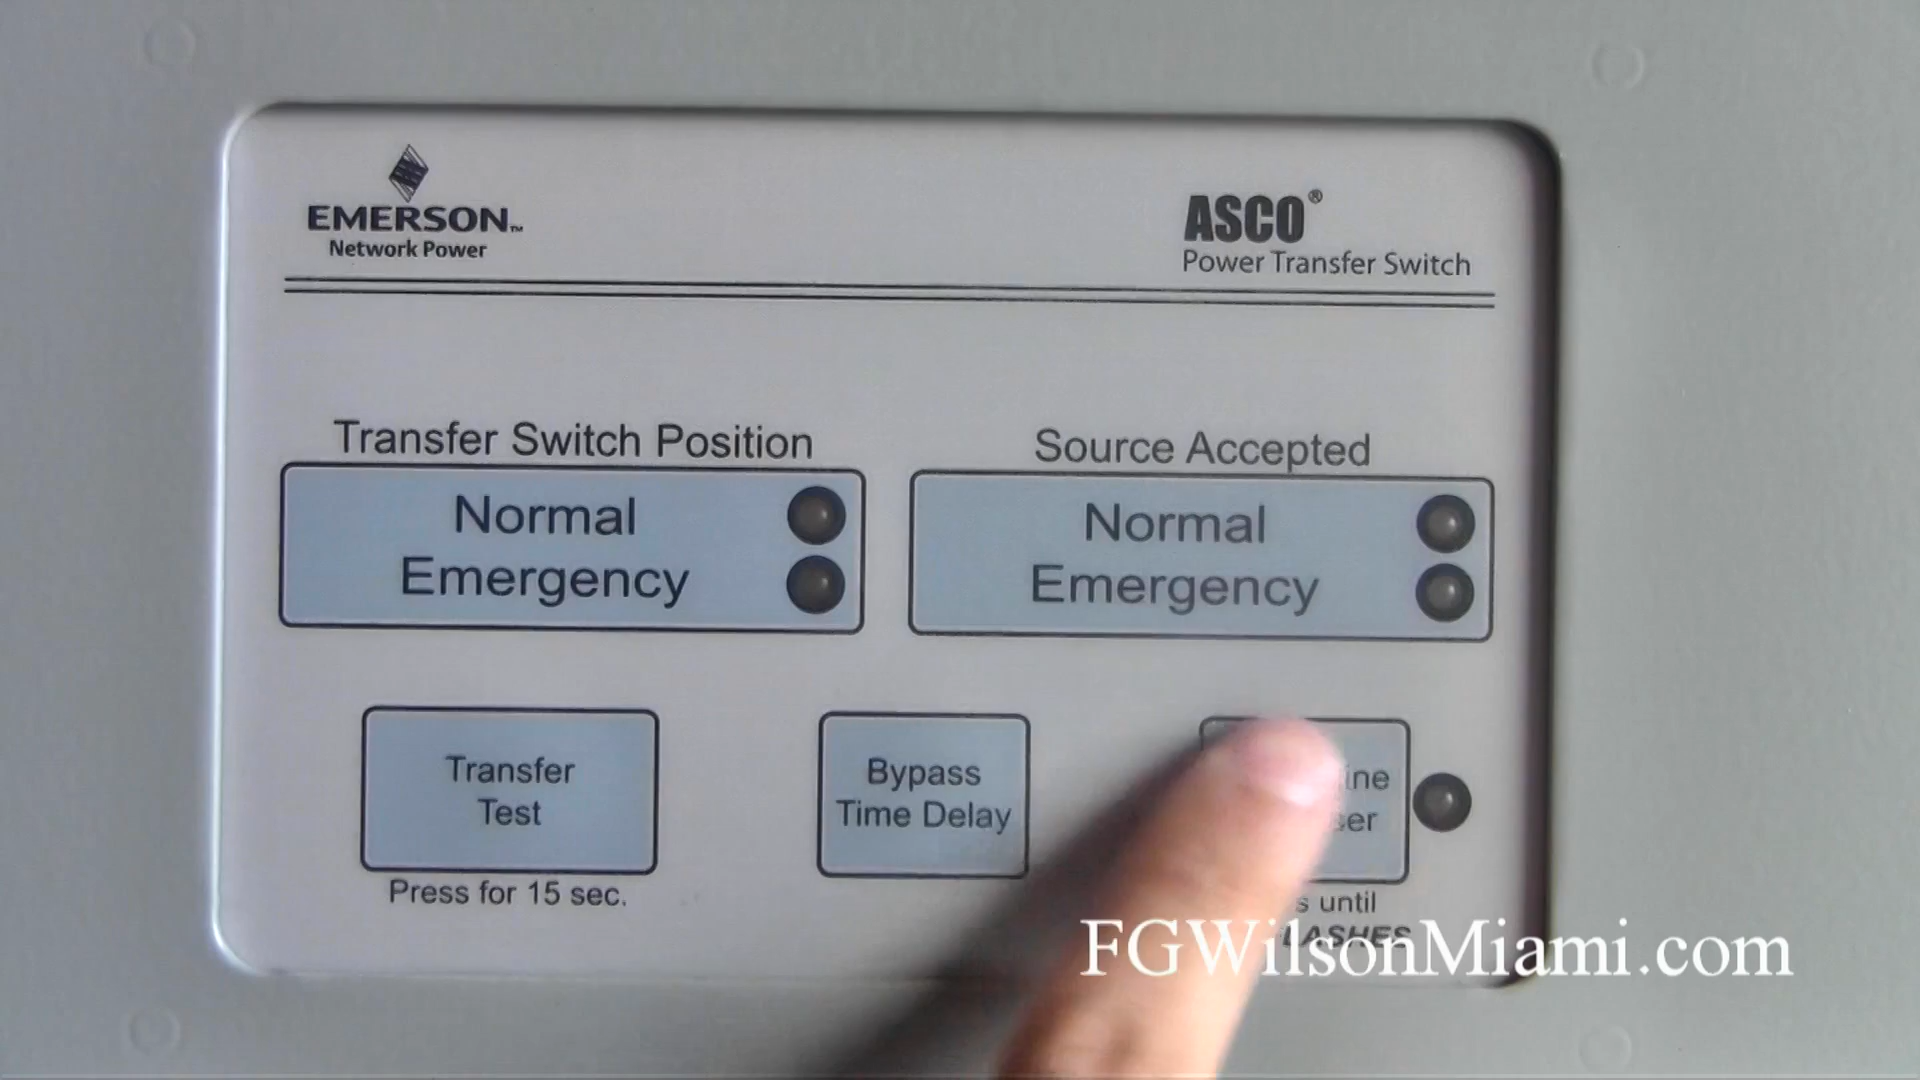 EMERSON™
Network Power
ASCO®
Power Transfer Switch
Transfer Switch Position
Normal
Emergency
Source Accepted
Normal
Emergency
Transfer
Test
Press for 15 sec.
Bypass
Time Delay
until
FGWilsonMiami.com